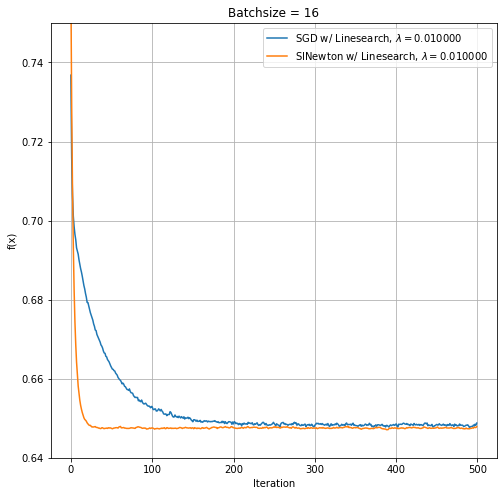 Batchsize = 16
SGD w/ Linesearch, λ = 0.010000
SINewton w/ Linesearch, λ = 0.010000
f(x)
0.74
0.72
0.70
0.68
0.66
0.64
0 100 200 300 400 500
Iteration